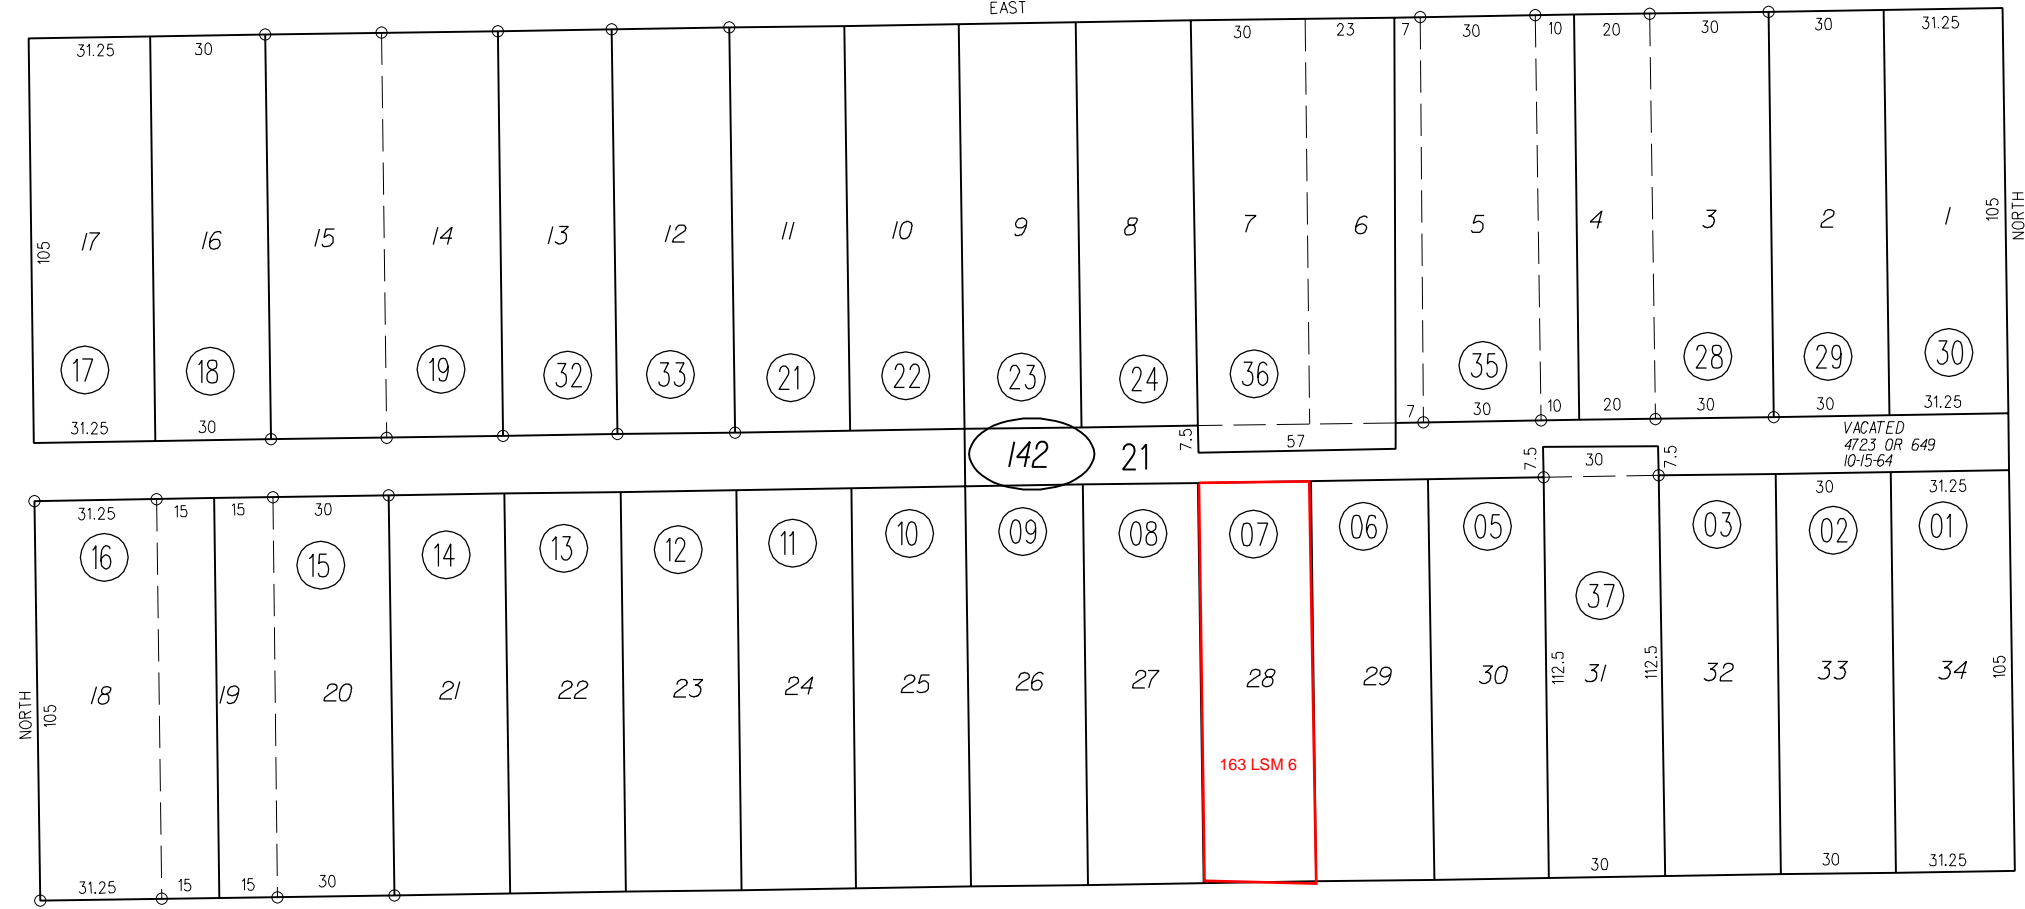 EAST
31.25 30 30 23 7 30 10 20 30 30 31.25
105 17 16 15 14 13 12 11 10 9 8 7 6 5 4 3 2 1 105 NORTH
17 18 19 32 33 21 22 23 24 36 35 28 29 30
31.25 30 7 30 10 20 30 30 31.25
7.5 57
VACATED
4723 OR 649
10-15-64
142 21
7.5 30 7.5
31.25 15 15 30 30 31.25
16 15 14 13 12 11 10 09 08 07 06 05 37 03 02 01
NORTH 105 18 19 20 21 22 23 24 25 26 27 28 29 30 112.5 31 112.5 32 33 34 105
163 LSM 6
31.25 15 15 30 30 30 31.25